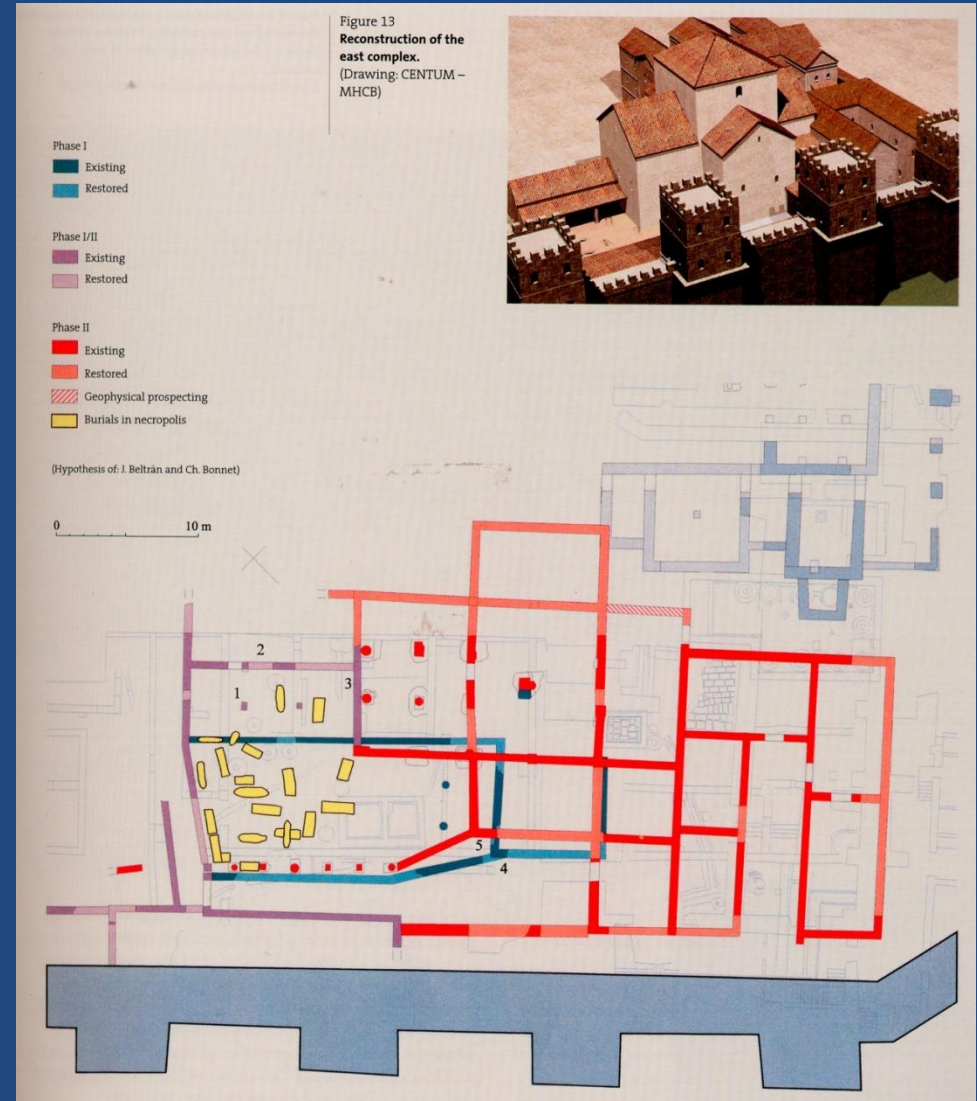 Figure 13
Reconstruction of the
east complex.
(Drawing: CENTUM –
MHCB)
Phase I
Existing
Restored
Phase I/II
Existing
Restored
Phase II
Existing
Restored
Geophysical prospecting
Burials in necropolis
(Hypothesis of: J. Beltrán and Ch. Bonnet)
0 10 m
2
1
3
5
4